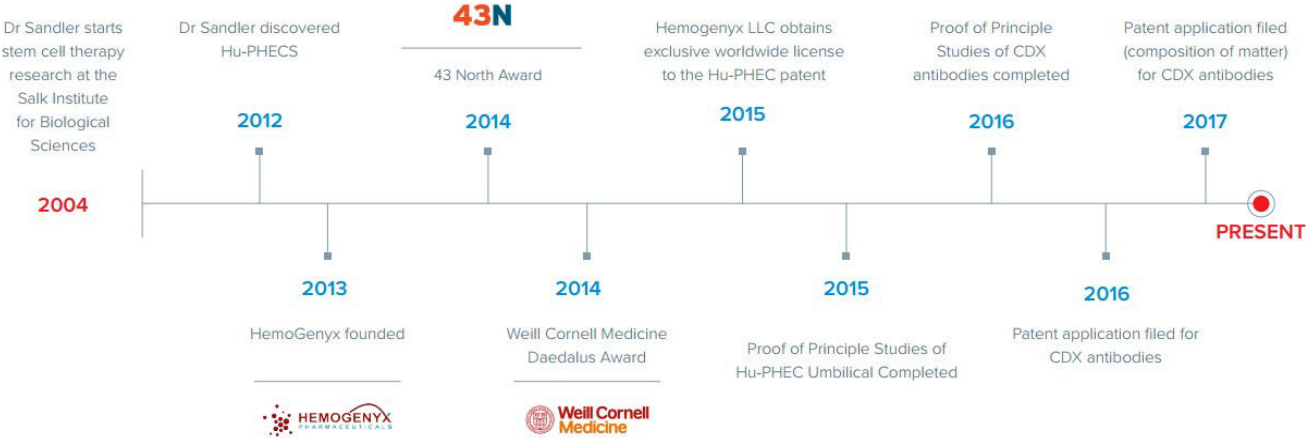 Dr Sandler starts
stem cell therapy
research at the
Salk Institute
for Biological
Sciences
2004
Dr Sandler discovered
Hu-PHECS
2012
HemoGenyx founded
2013
HEMOGENYX
PHARMACEUTICALS
43N
43 North Award
2014
2014
Weill Cornell Medicine
Daedalus Award
Weill Cornell
Medicine
Hemogenyx LLC obtains
exclusive worldwide license
to the Hu-PHEC patent
2015
2015
Proof of Principle Studies of
Hu-PHEC Umbilical Completed
Proof of Principle
Studies of CDX
antibodies completed
2016
2016
Patent application filed for
CDX antibodies
Patent application filed
(composition of matter)
for CDX antibodies
2017
PRESENT